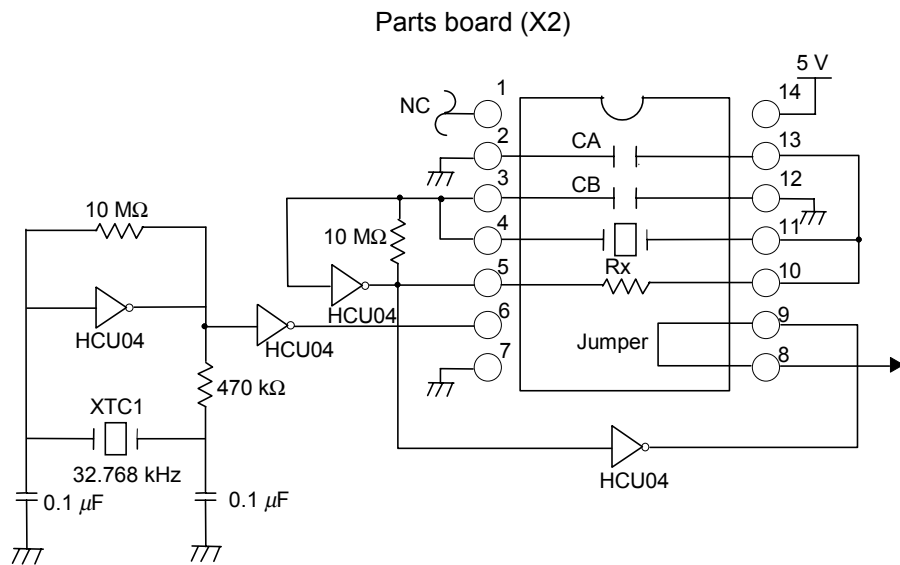 Parts board (X2)
5 V
NC
1
14
2
CA
13
3
CB
12
4
11
10 MΩ
10 MΩ
5
Rx
10
HCU04
6
9
HCU04
HCU04
Jumper
7
8
470 kΩ
XTC1
32.768 kHz
HCU04
0.1 µF
0.1 µF